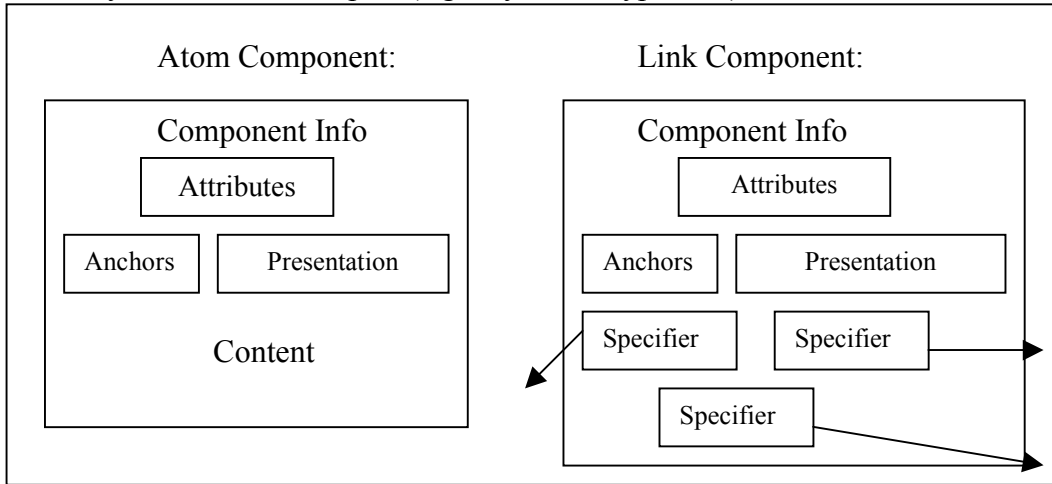 Atom Component:
Link Component:
Component Info
Attributes
Anchors
Presentation
Content
Component Info
Attributes
Anchors
Presentation
Specifier
Specifier
Specifier